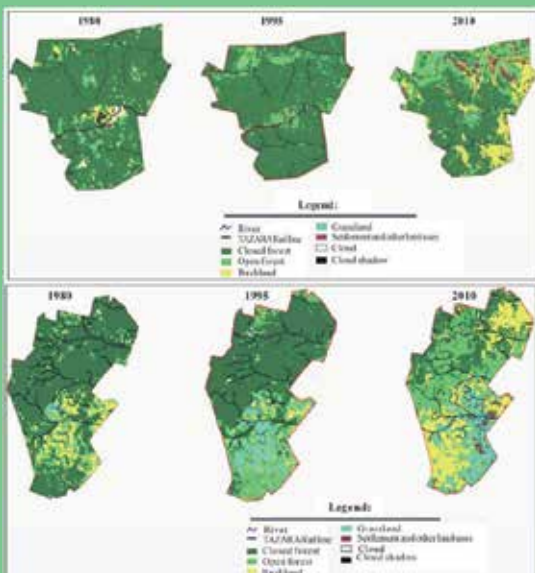 1980
1995
2010
Legend:
River
TAZARA Railline
Closed forest
Open forest
Bushland
Grassland
Settlement and other land uses
Cloud
Cloud shadow
1980
1995
2010
Legend:
River
TAZARA Railline
Closed forest
Open forest
Bushland
Grassland
Settlement and other land uses
Cloud
Cloud shadow